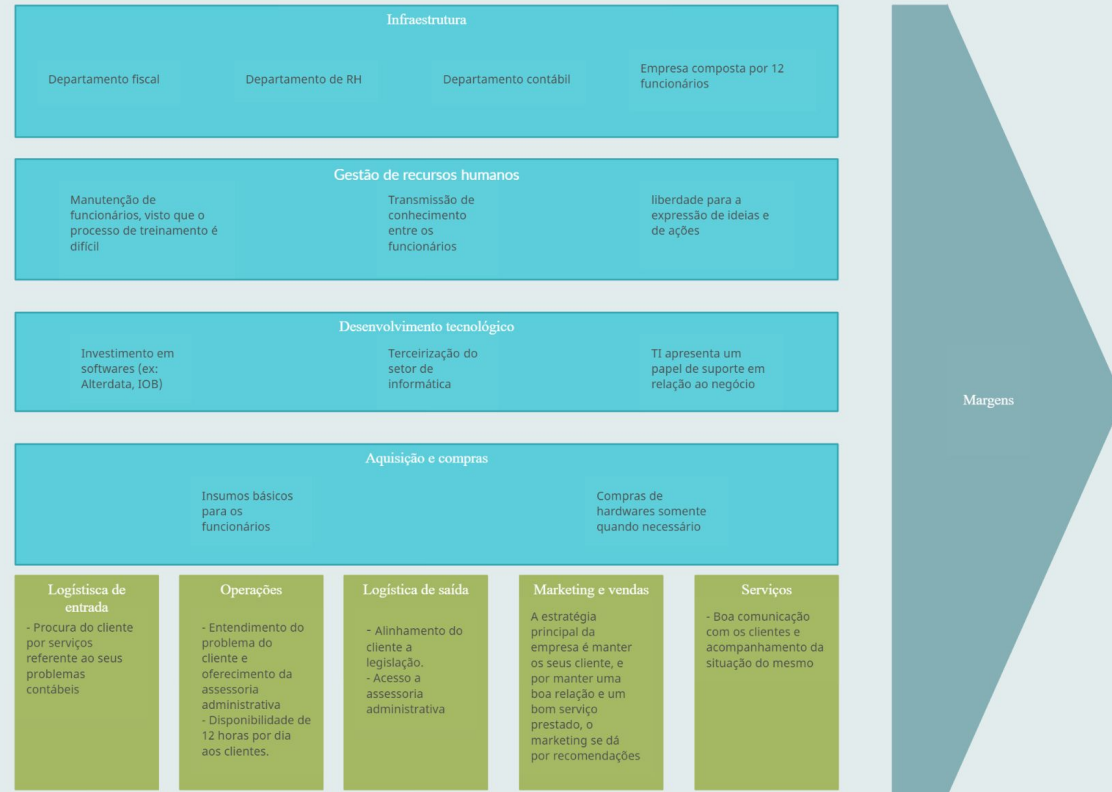 Infraestrutura
Departamento fiscal
Departamento de RH
Departamento contábil
Empresa composta por 12
funcionários
Gestão de recursos humanos
Manutenção de
funcionários, visto que o
processo de treinamento é
difícil
Transmissão de
conhecimento
entre os
funcionários
liberdade para a
expressão de ideias e
de ações
Desenvolvimento tecnológico
Investimento em
softwares (ex:
Alterdata, IOB)
Terceirização do
setor de
informática
TI apresenta um
papel de suporte em
relação ao negócio
Aquisição e compras
Insumos básicos
para os
funcionários
Compras de
hardwares somente
quando necessário
Logístisca de
entrada
- Procura do cliente
por serviços
referente ao seus
problemas
contábeis
Operações
- Entendimento do
problema do
cliente e
oferecimento da
assessoria
administrativa
- Disponibilidade de
12 horas por dia
aos clientes.
Logística de saída
- Alinhamento do
cliente a
legislação.
- Acesso a
assessoria
administrativa
Marketing e vendas
A estratégia
principal da
empresa é manter
os seus cliente, e
por manter uma
boa relação e um
bom serviço
prestado, o
marketing se dá
por recomendações
Serviços
- Boa comunicação
com os clientes e
acompanhamento da
situação do mesmo
Margens